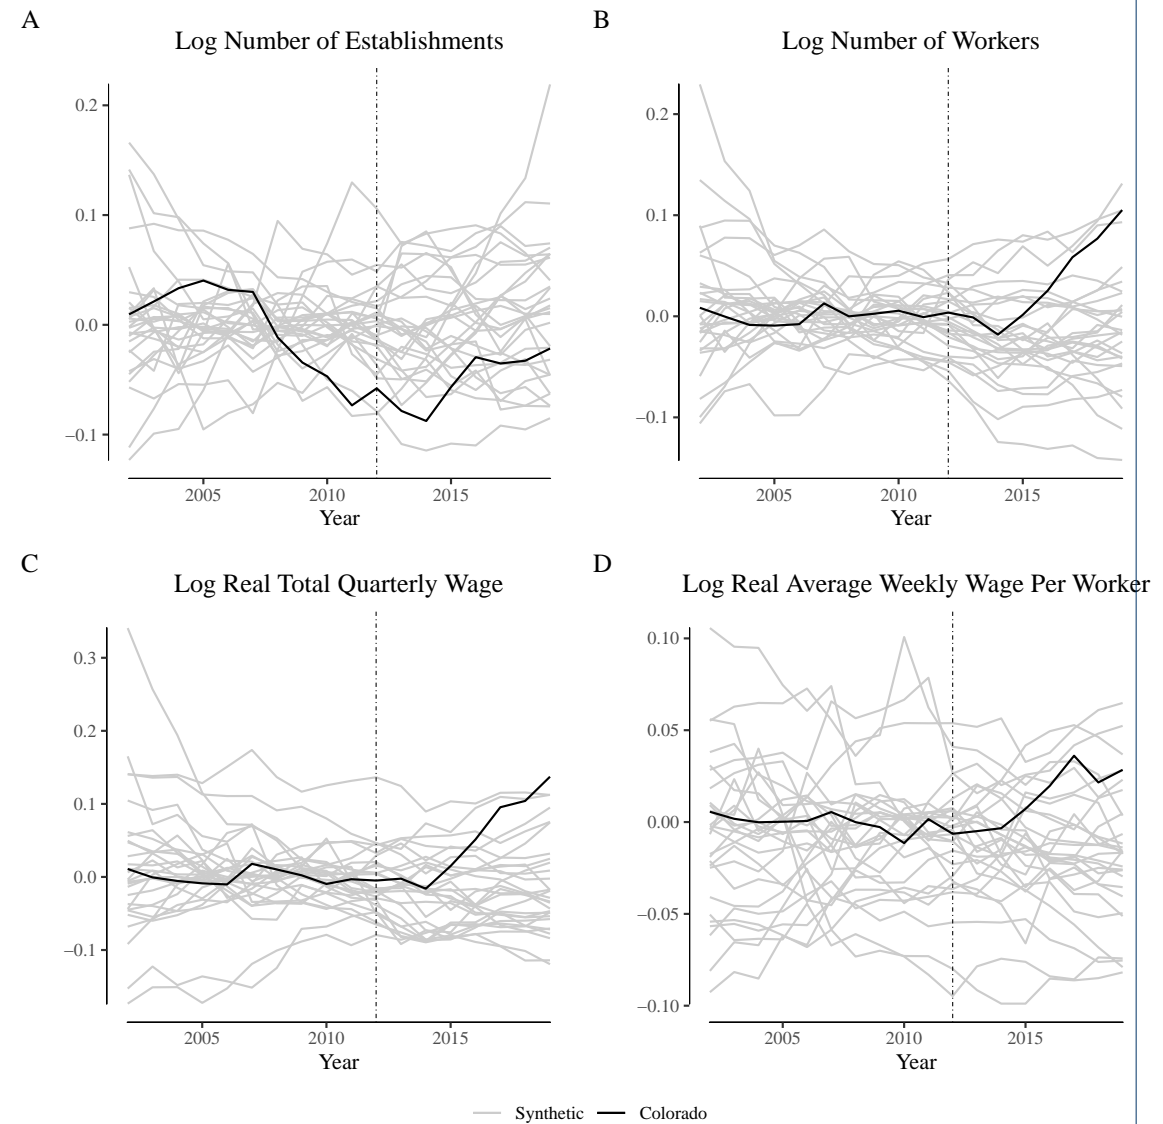 A
Log Number of Establishments
0.2
0.1
0.0
−0.1
2005 2010 2015
Year
B
Log Number of Workers
0.2
0.1
0.0
−0.1
2005 2010 2015
Year
C
Log Real Total Quarterly Wage
0.3
0.2
0.1
0.0
−0.1
2005 2010 2015
Year
D
Log Real Average Weekly Wage Per Worker
0.10
0.05
0.00
−0.05
−0.10
2005 2010 2015
Year
Synthetic Colorado